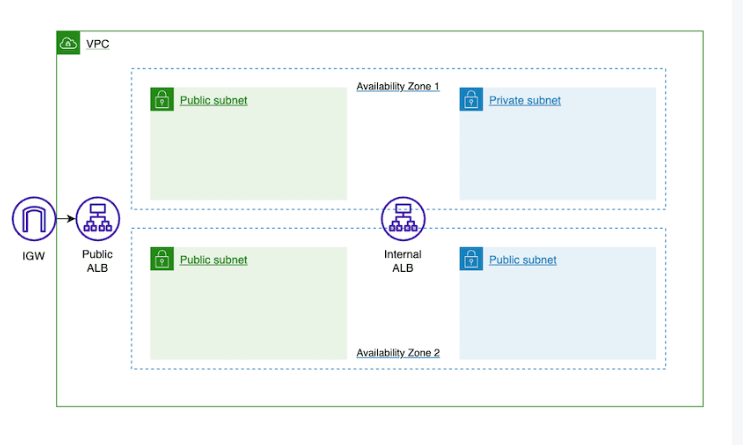 VPC
Availability Zone 1
Public subnet
Private subnet
IGW
Public
ALB
Internal
ALB
Public subnet
Public subnet
Availability Zone 2